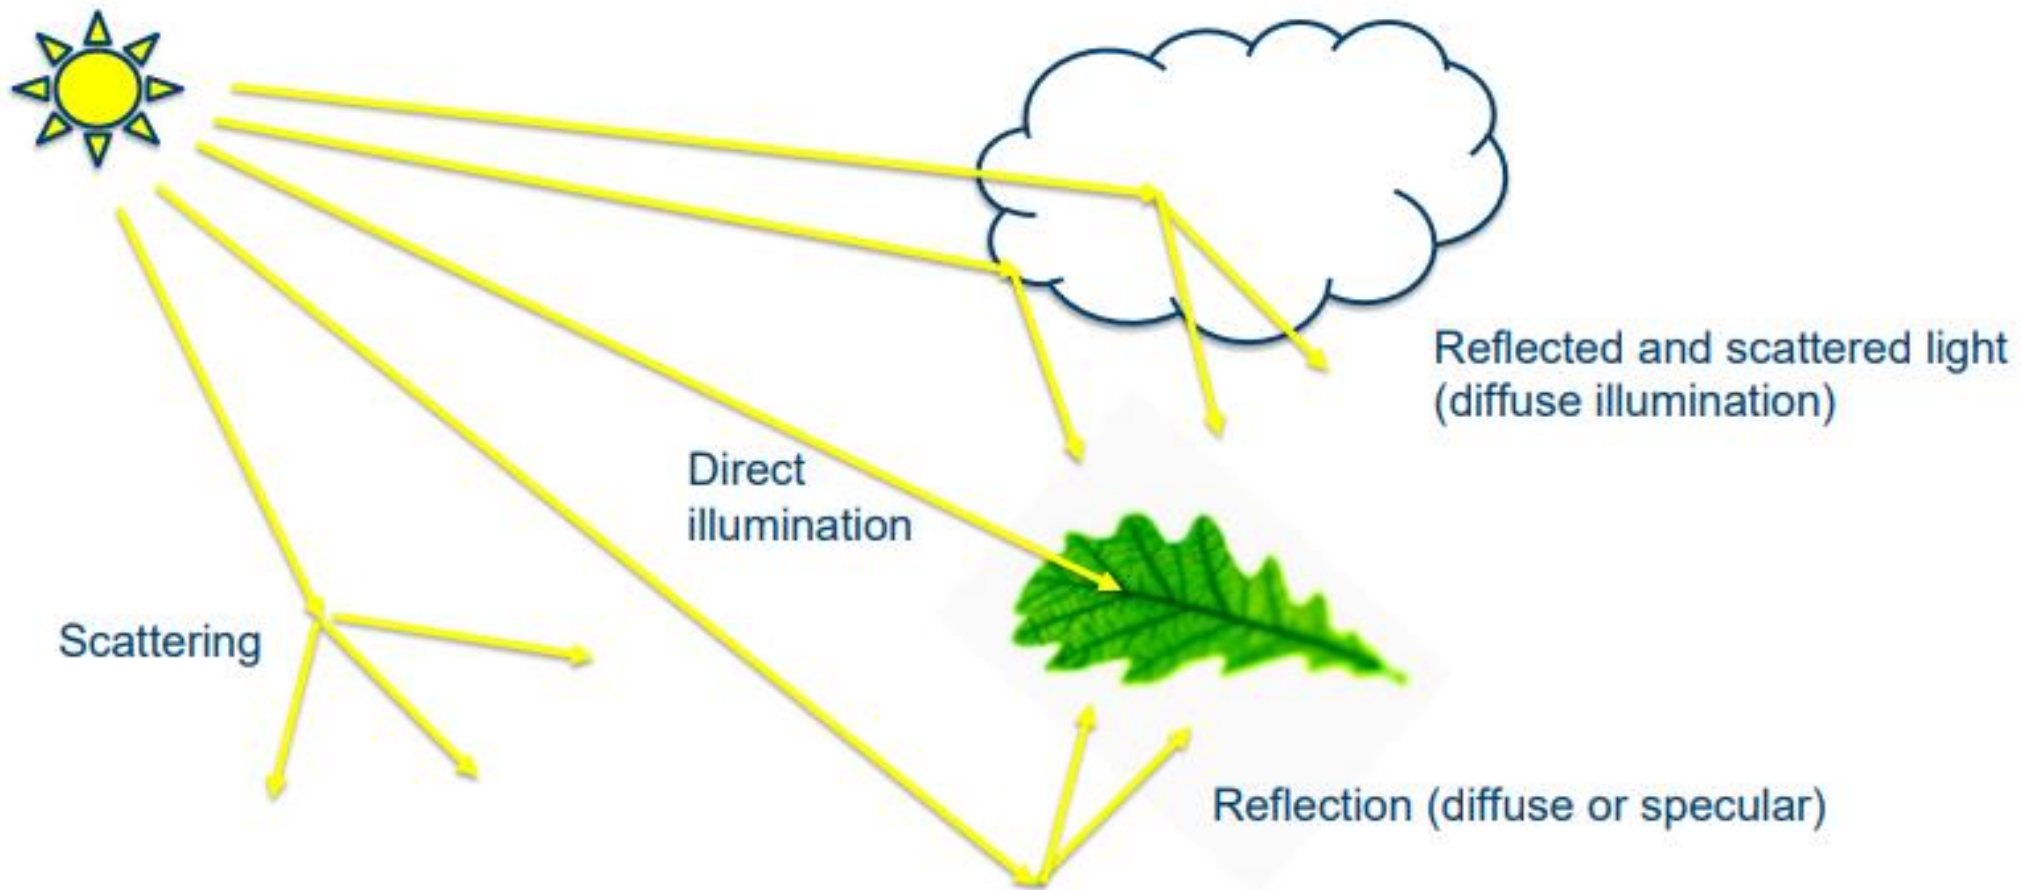 Reflected and scattered light
(diffuse illumination)
Direct
illumination
Scattering
Reflection (diffuse or specular)